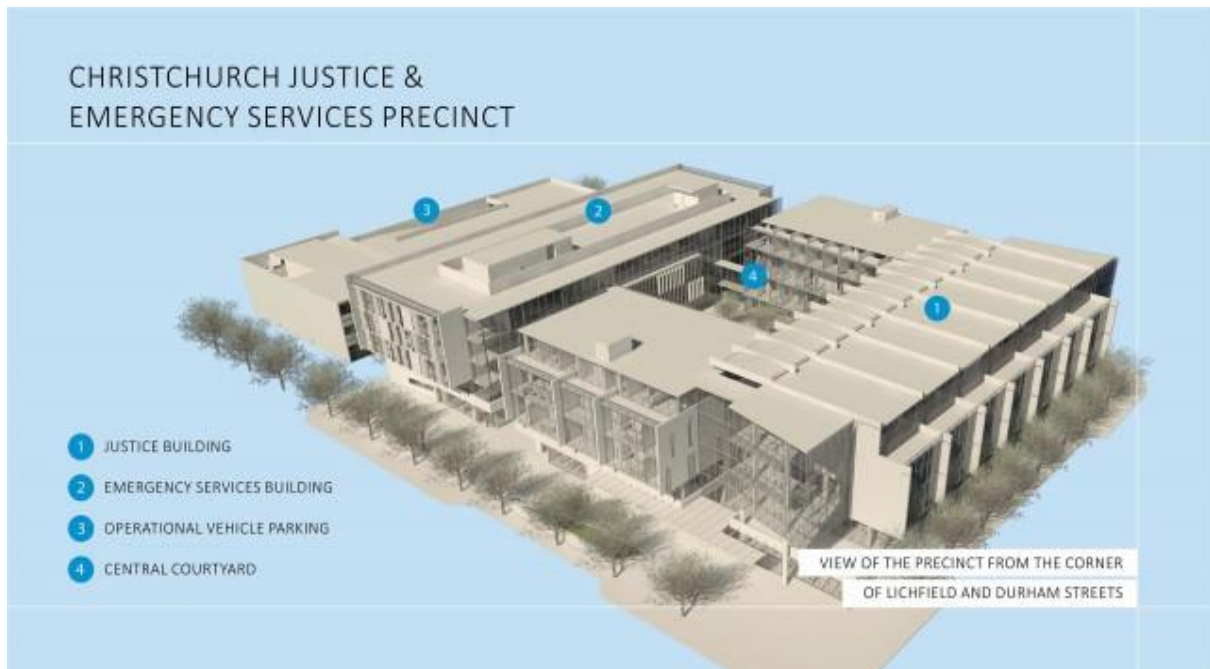 CHRISTCHURCH JUSTICE &
EMERGENCY SERVICES PRECINCT
3
2
4
1
1 JUSTICE BUILDING
2 EMERGENCY SERVICES BUILDING
3 OPERATIONAL VEHICLE PARKING
4 CENTRAL COURTYARD
VIEW OF THE PRECINCT FROM THE CORNER
OF LICHFIELD AND DURHAM STREETS